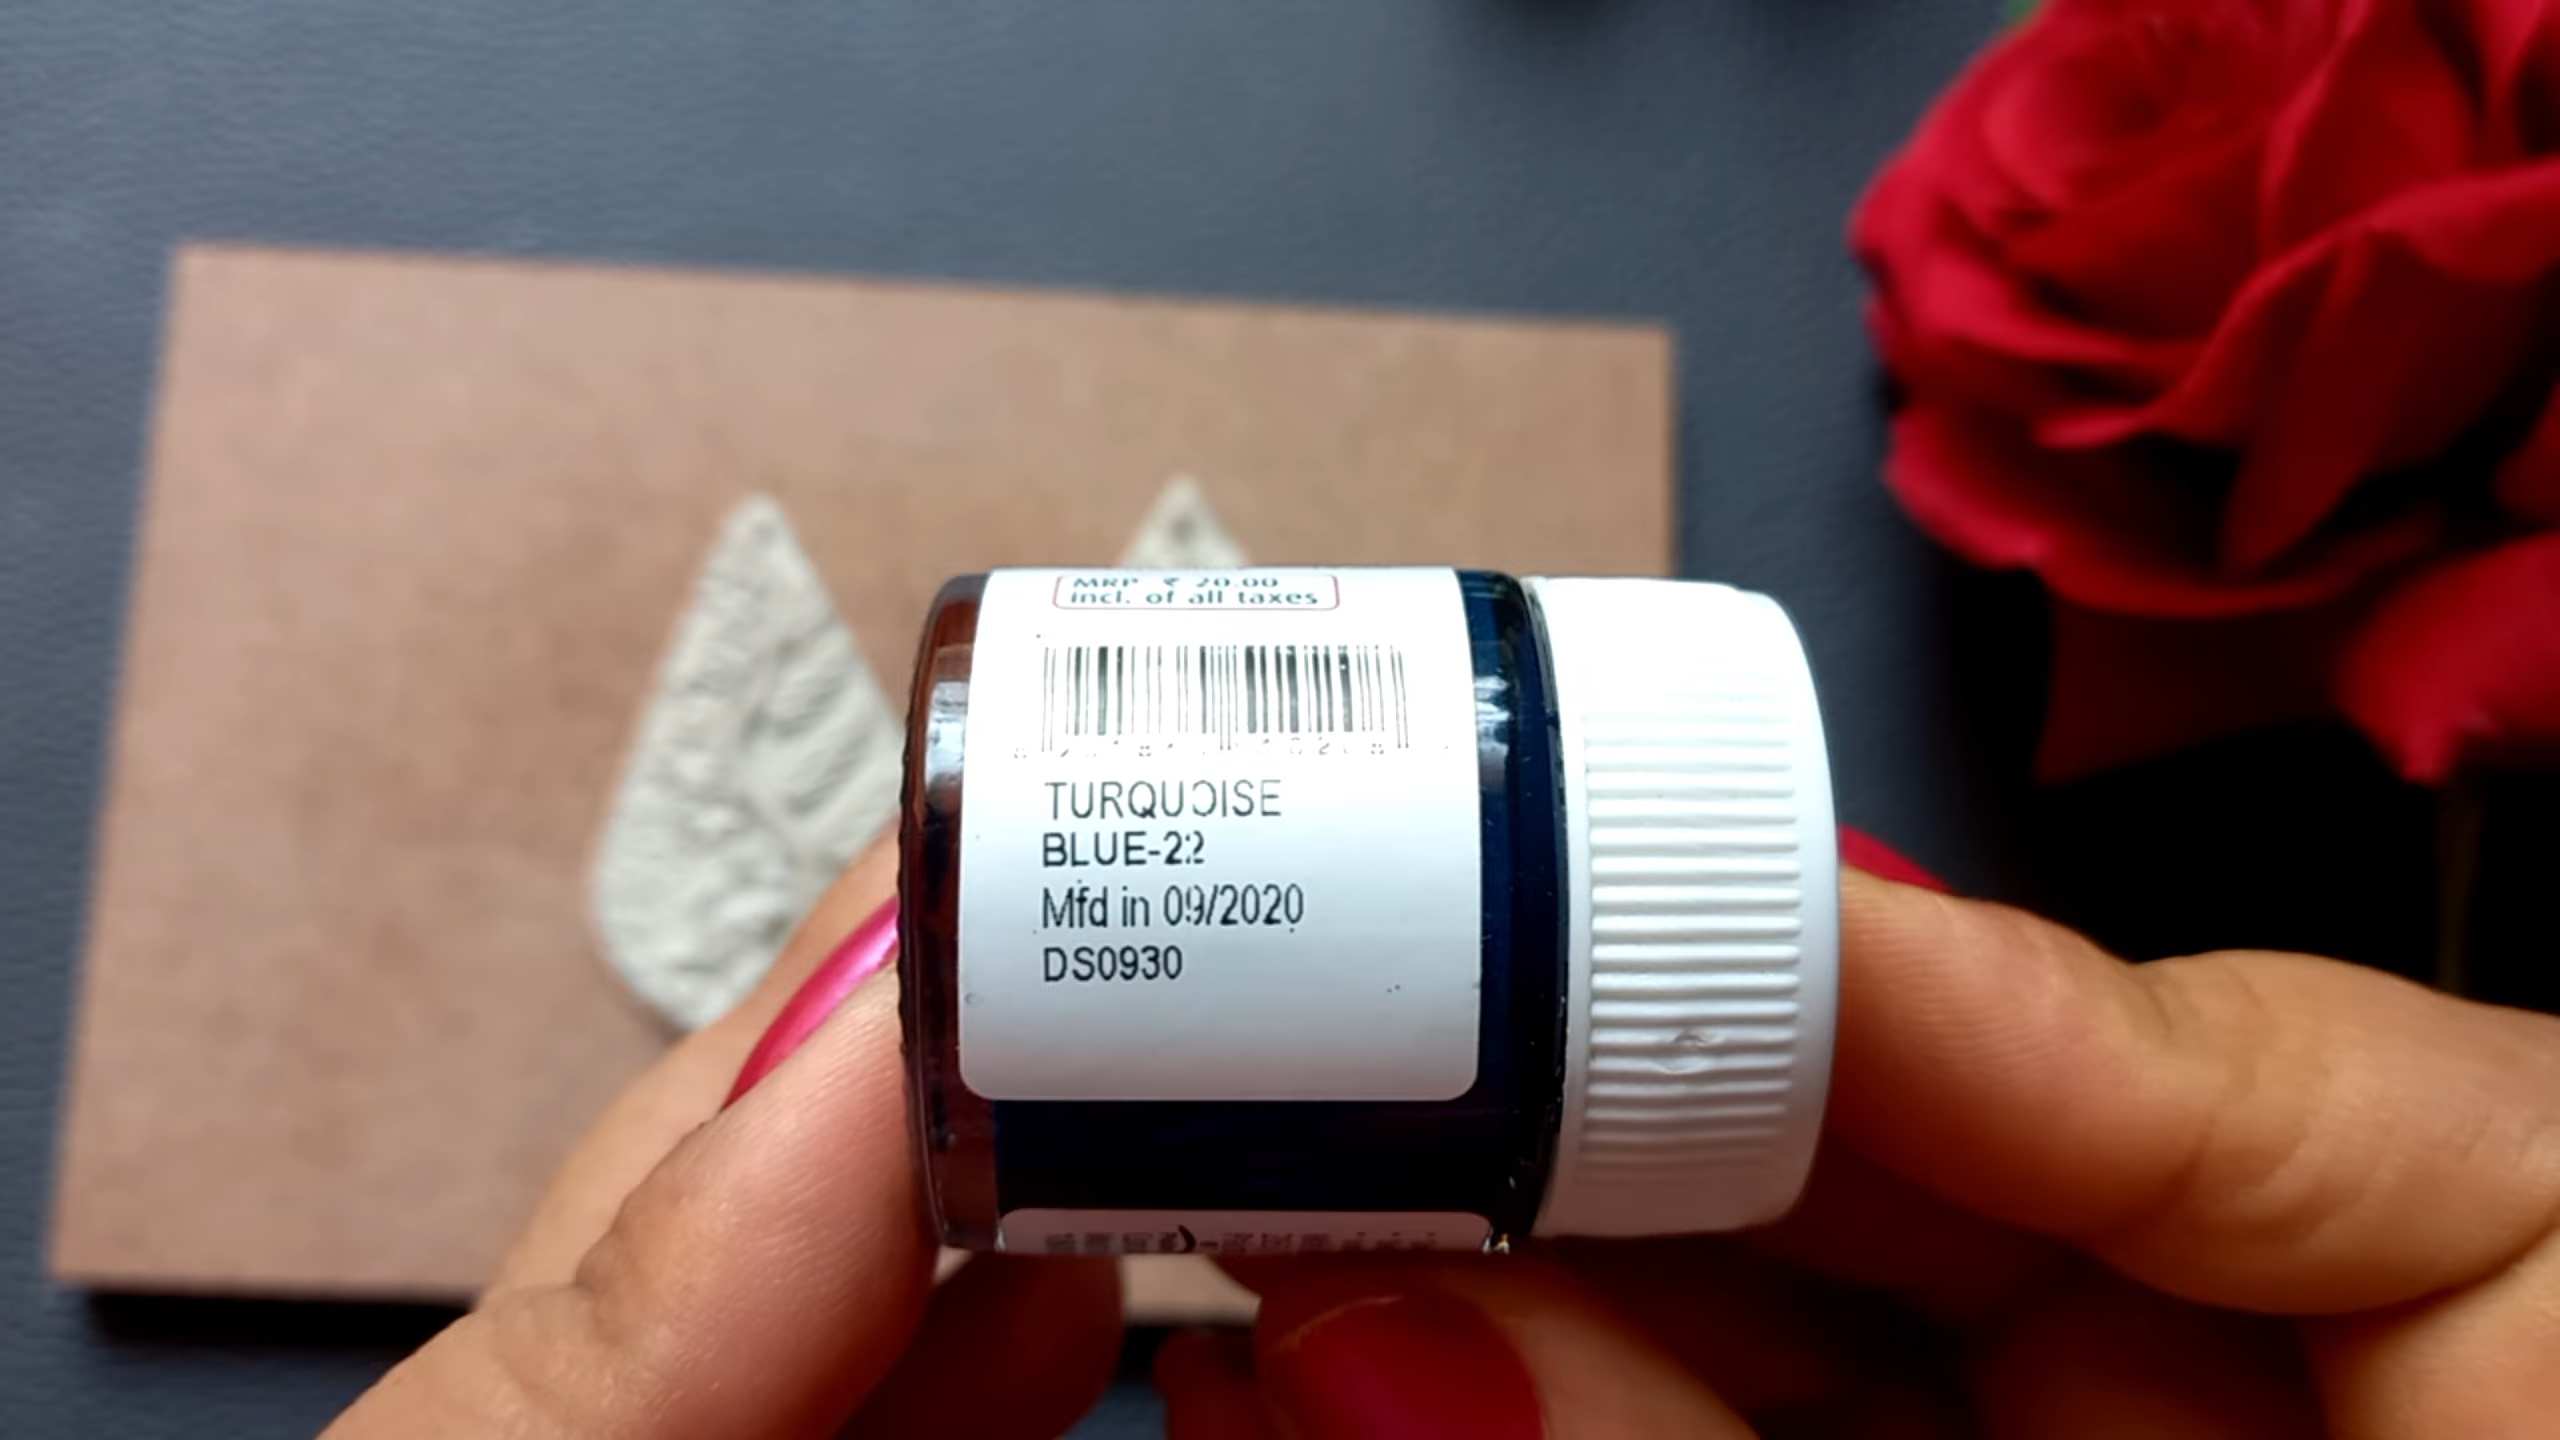 MRP ₹ 20.00
incl. of all taxes
TURQUOISE
BLUE-22
Mfd in 09/2020
DS0930